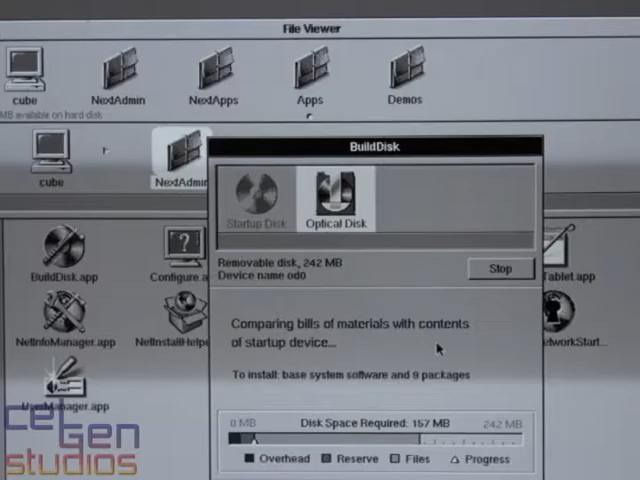 File Viewer
cube
NextAdmin
NextApps
Apps
Demos
MB available on hard disk
cube
NextAdmin
BuildDisk
Startup Disk
Optical Disk
Removable disk, 242 MB
Device name od0
Stop
BuildDisk.app
Configure.a
Tablet.app
Comparing bills of materials with contents
of startup device...
NetInfoManager.app
NetInstallHelpe
etworkStart...
To install: base system software and 9 packages
UserManager.app
0 MB
Disk Space Required: 157 MB
242 MB
Overhead
Reserve
Files
Progress
cel
Gen
studios